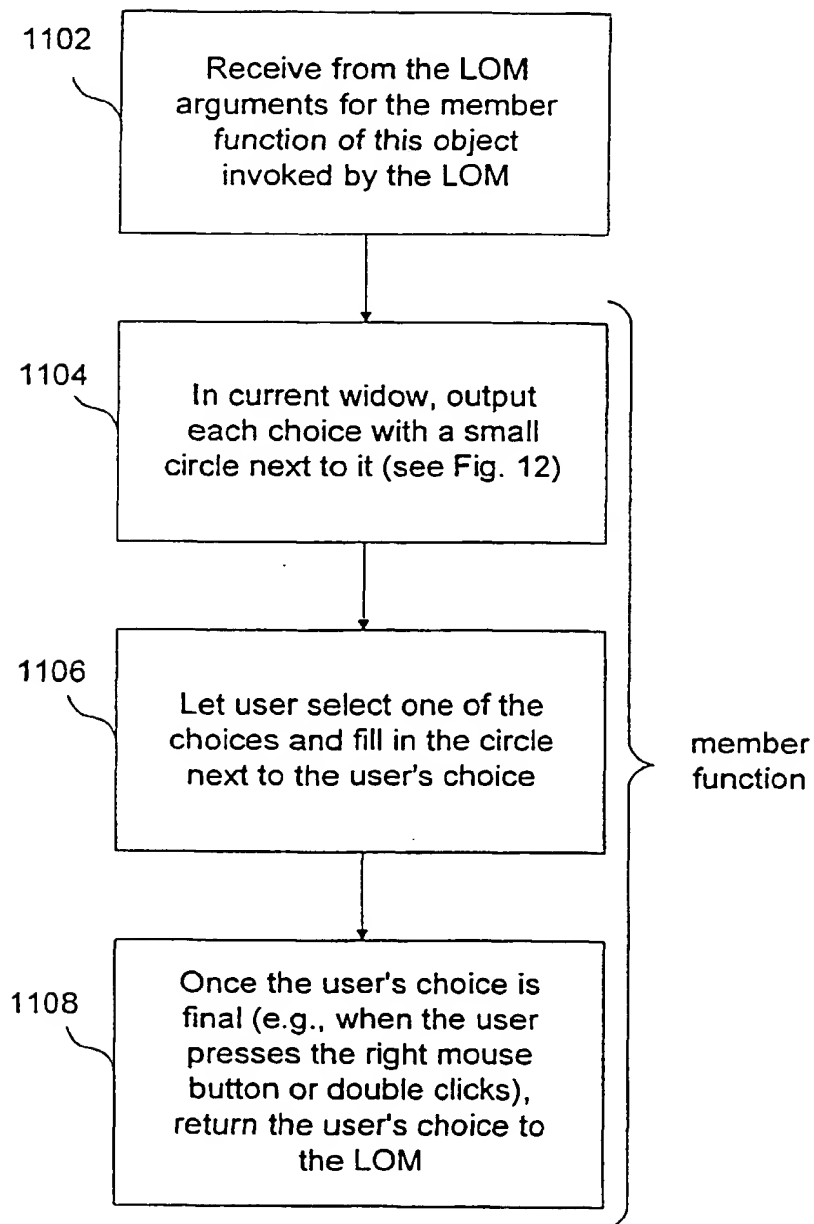 1102
Receive from the LOM
arguments for the member
function of this object
invoked by the LOM
1104
In current widow, output
each choice with a small
circle next to it (see Fig. 12)
1106
Let user select one of the
choices and fill in the circle
next to the user's choice
member
function
1108
Once the user's choice is
final (e.g., when the user
presses the right mouse
button or double clicks),
return the user's choice to
the LOM